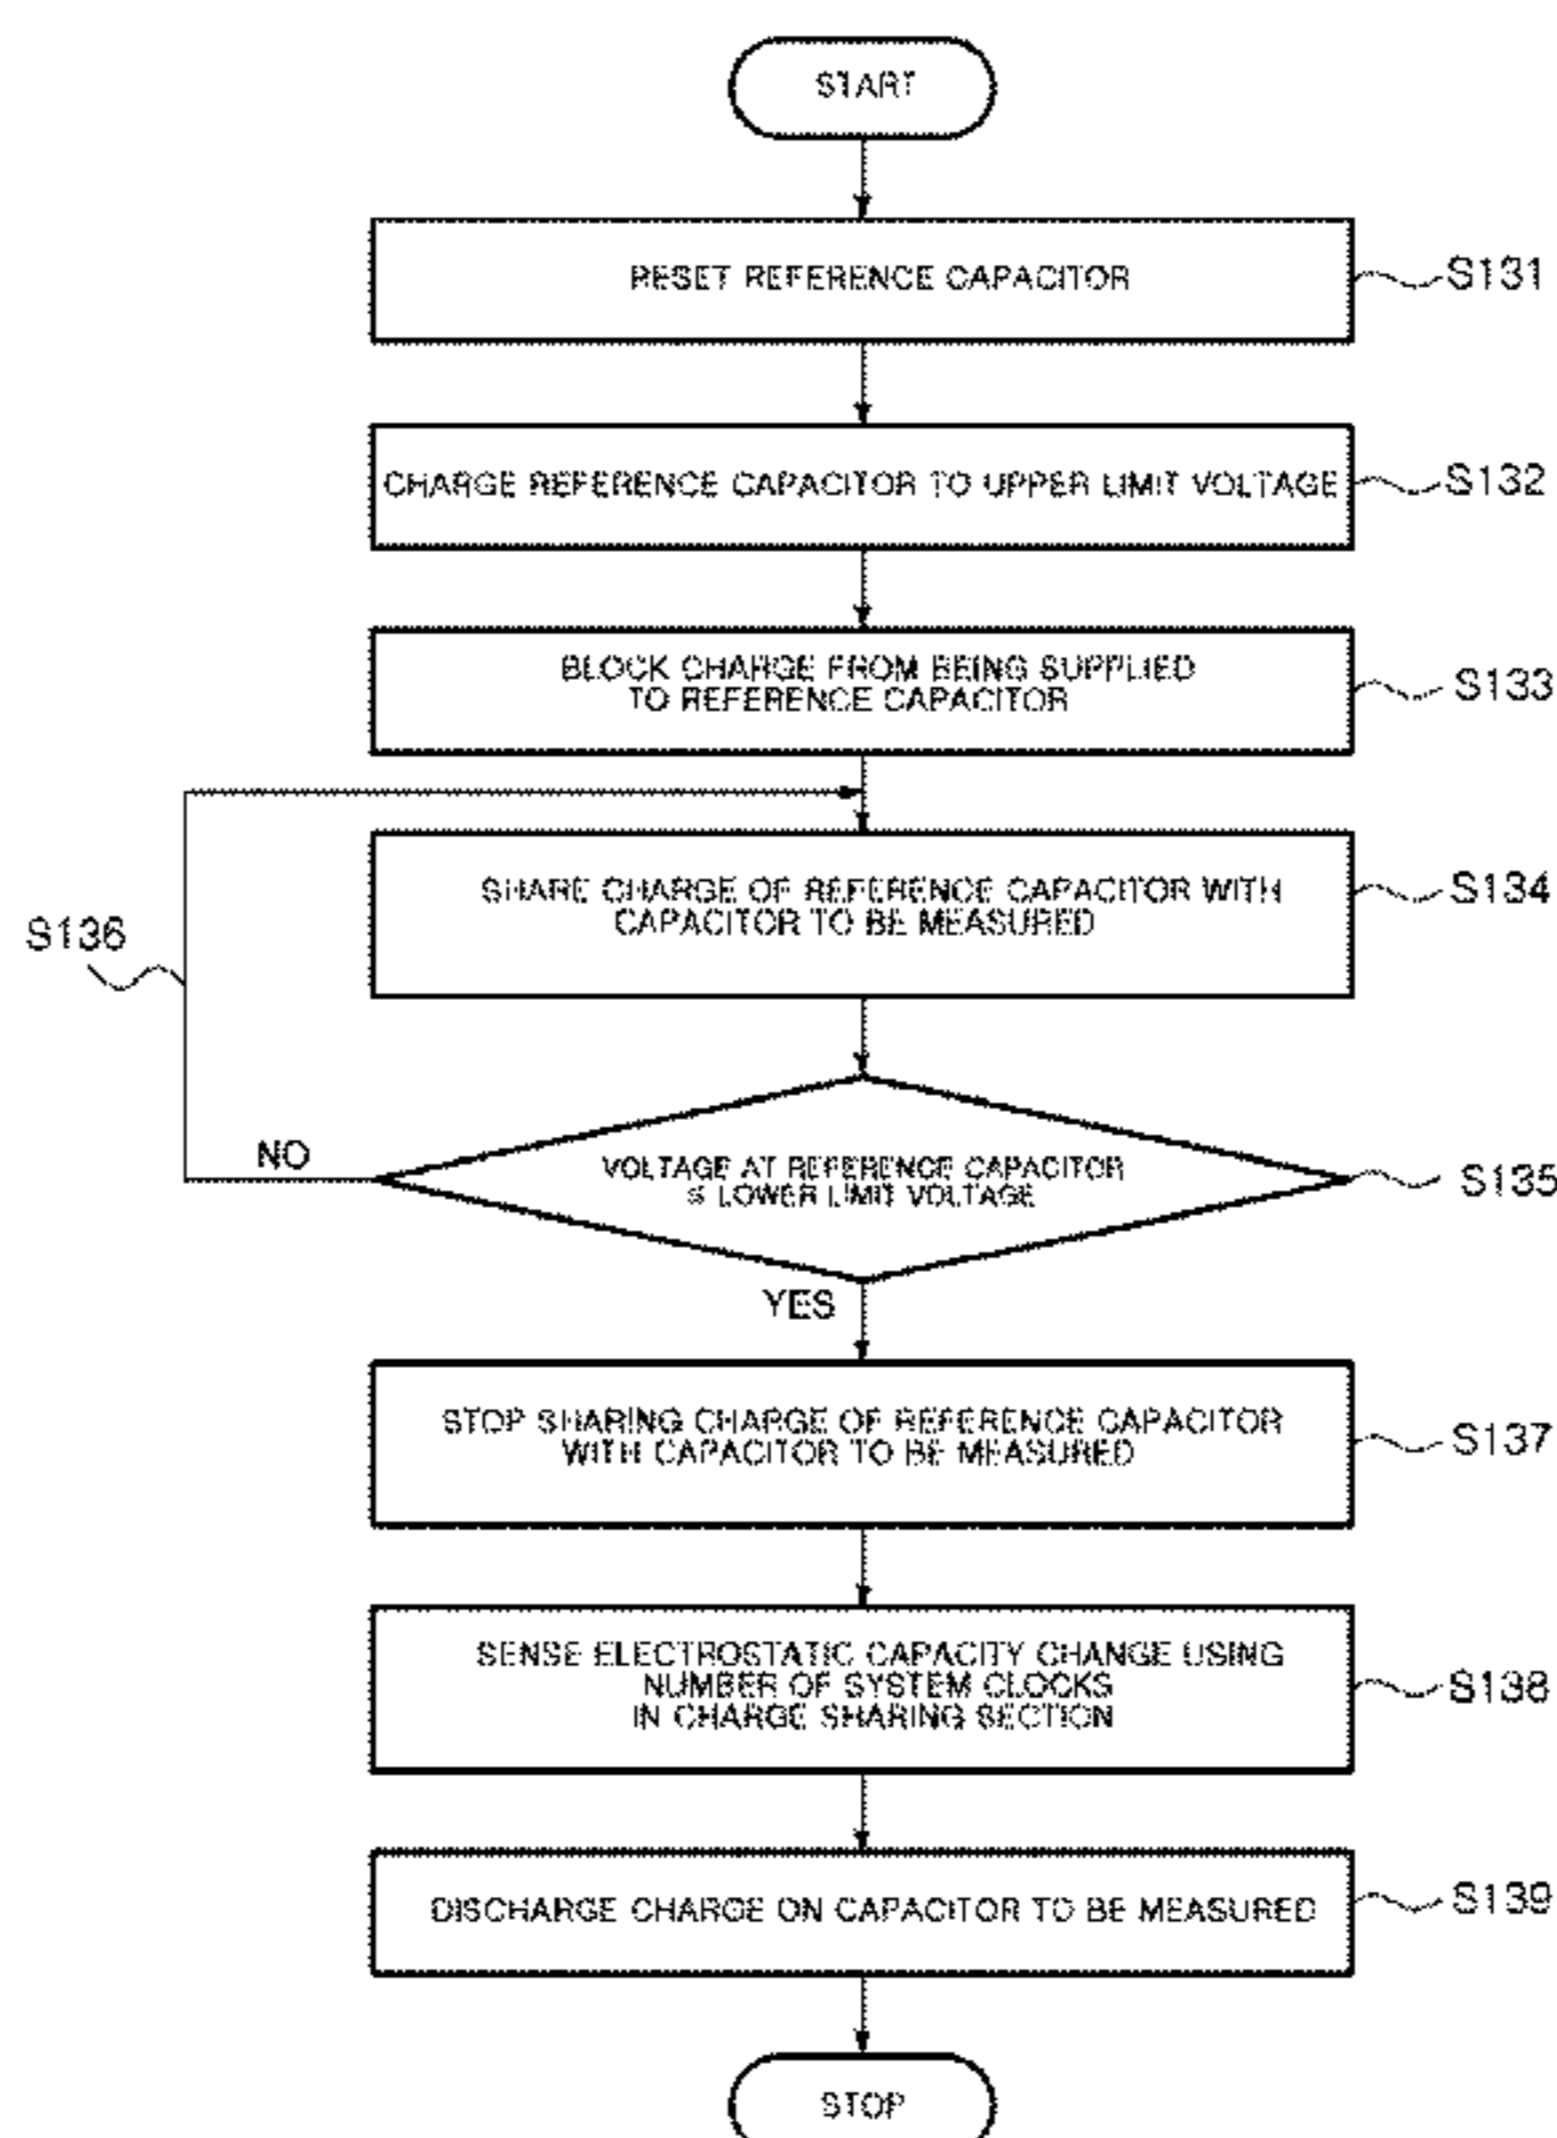 START
RESET REFERENCE CAPACITOR
S131
CHARGE REFERENCE CAPACITOR TO UPPER LIMIT VOLTAGE
S132
BLOCK CHARGE FROM BEING SUPPLIED
TO REFERENCE CAPACITOR
S133
SHARE CHARGE OF REFERENCE CAPACITOR WITH
CAPACITOR TO BE MEASURED
S134
S136
NO
VOLTAGE AT REFERENCE CAPACITOR
≤ LOWER LIMIT VOLTAGE
S135
YES
STOP SHARING CHARGE OF REFERENCE CAPACITOR
WITH CAPACITOR TO BE MEASURED
S137
SENSE ELECTROSTATIC CAPACITY CHANGE USING
NUMBER OF SYSTEM CLOCKS
IN CHARGE SHARING SECTION
S138
DISCHARGE CHARGE ON CAPACITOR TO BE MEASURED
S139
STOP